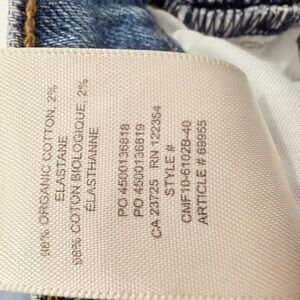 98% ORGANIC COTTON, 2%
ELASTANE
98% COTON BIOLOGIQUE, 2%
ÉLASTHANNE
PO 4500136818
PO 4500136819
CA 23725 RN 122354
STYLE #
CMF10-6102B-40
ARTICLE # 69955